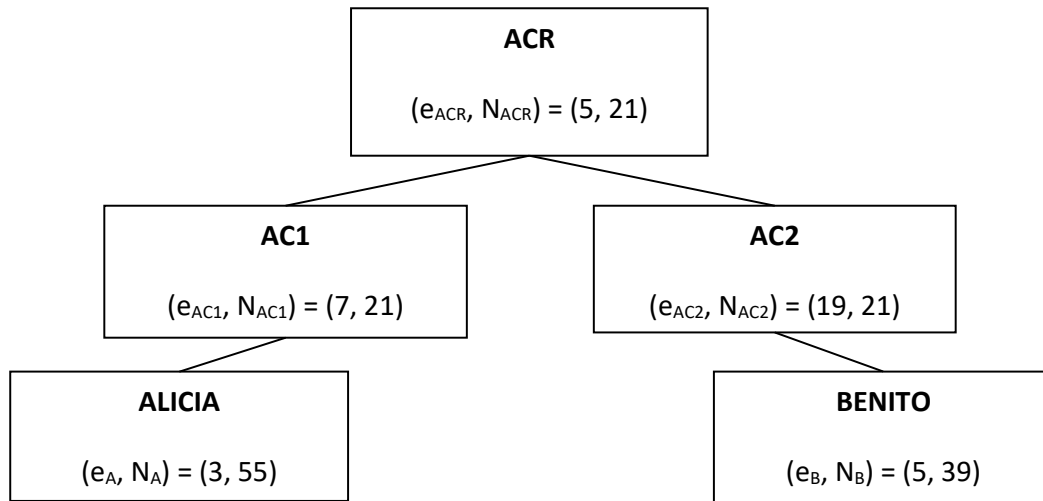 ACR
(eACR, NACR) = (5, 21)
AC1
(eAC1, NAC1) = (7, 21)
AC2
(eAC2, NAC2) = (19, 21)
ALICIA
(eA, NA) = (3, 55)
BENITO
(eB, NB) = (5, 39)